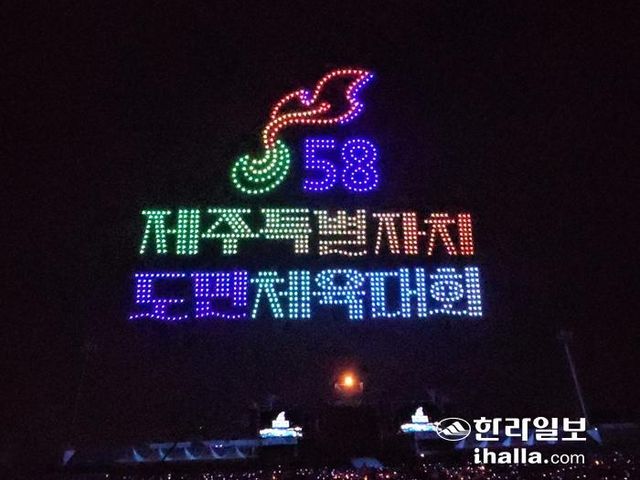 58
제주특별자치
도민체육대회
한라일보
ihalla.com